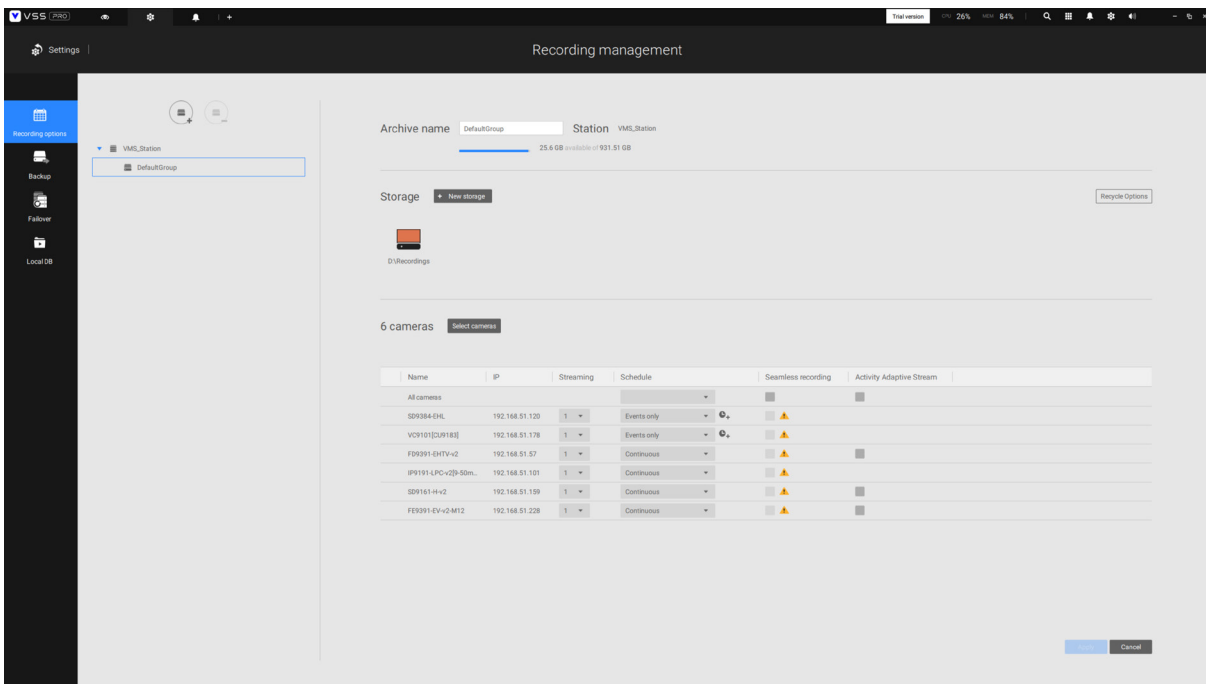 VSS PRO + Trial version CPU 26% MEM 84%
Settings Recording management
Recording options
Backup
Failover
Local DB
VMS_Station
DefaultGroup
Archive name DefaultGroup Station VMS_Station
25.6 GB available of 931.51 GB
Storage + New storage Recycle Options
D:\Recordings
6 cameras Select cameras
Name IP Streaming Schedule Seamless recording Activity Adaptive Stream
All cameras
SD9384-EHL 192.168.51.120 1 Events only
VC9101[CU9183] 192.168.51.178 1 Events only
FD9391-EHTV-v2 192.168.51.57 1 Continuous
IP9191-LPC-v2[9-50m... 192.168.51.101 1 Continuous
SD9161-H-v2 192.168.51.159 1 Continuous
FE9391-EV-v2-M12 192.168.51.228 1 Continuous
Cancel